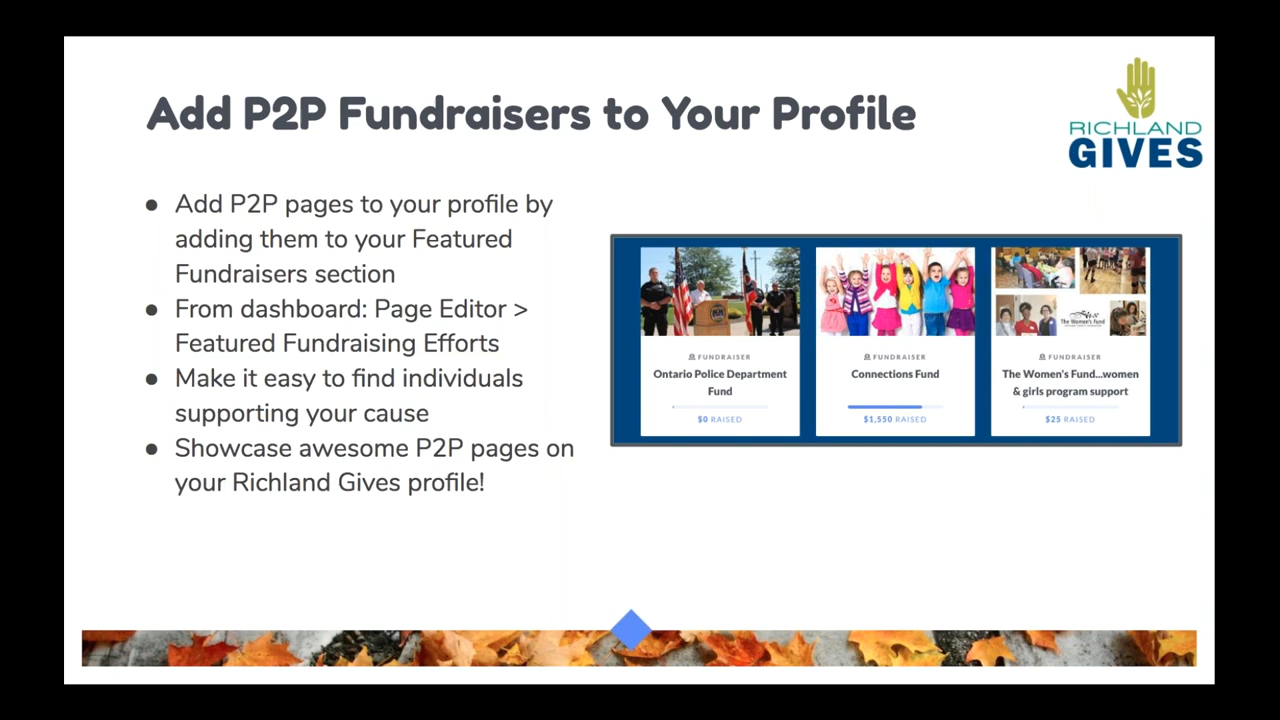 Add P2P Fundraisers to Your Profile
RICHLAND
GIVES
● Add P2P pages to your profile by
adding them to your Featured
Fundraisers section
● From dashboard: Page Editor >
Featured Fundraising Efforts
● Make it easy to find individuals
supporting your cause
● Showcase awesome P2P pages on
your Richland Gives profile!
FUNDRAISER
Ontario Police Department
Fund
$0 RAISED
FUNDRAISER
Connections Fund
$1,550 RAISED
The Women's Fund
FUNDRAISER
The Women's Fund...women
& girls program support
$25 RAISED